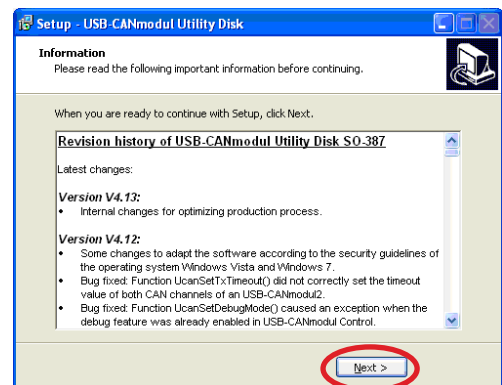 Setup - USB-CANmodul Utility Disk
Information
Please read the following important information before continuing.
When you are ready to continue with Setup, click Next.
Revision history of USB-CANmodul Utility Disk SO-387
Latest changes:
Version V4.13:
• Internal changes for optimizing production process.
Version V4.12:
• Some changes to adapt the software according to the security guidelines of
the operating system Windows Vista and Windows 7.
• Bug fixed: Function UcanSetTxTimeout() did not correctly set the timeout
value of both CAN channels of an USB-CANmodul2.
• Bug fixed: Function UcanSetDebugMode() caused an exception when the
debug feature was already enabled in USB-CANmodul Control.
Next >